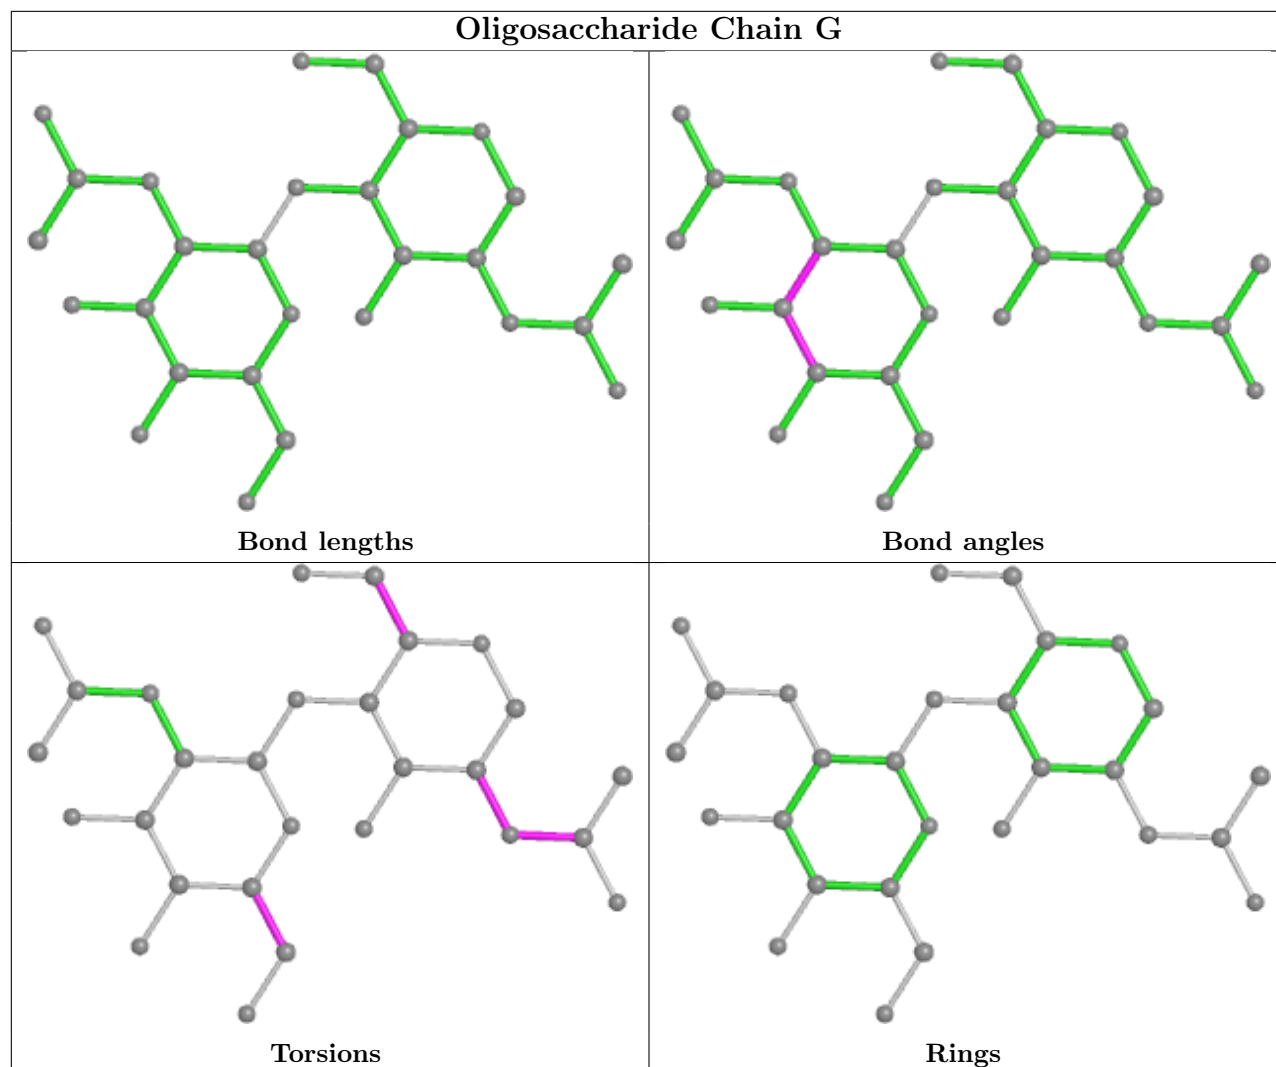 Oligosaccharide Chain G
Bond lengths
Bond angles
Torsions
Rings